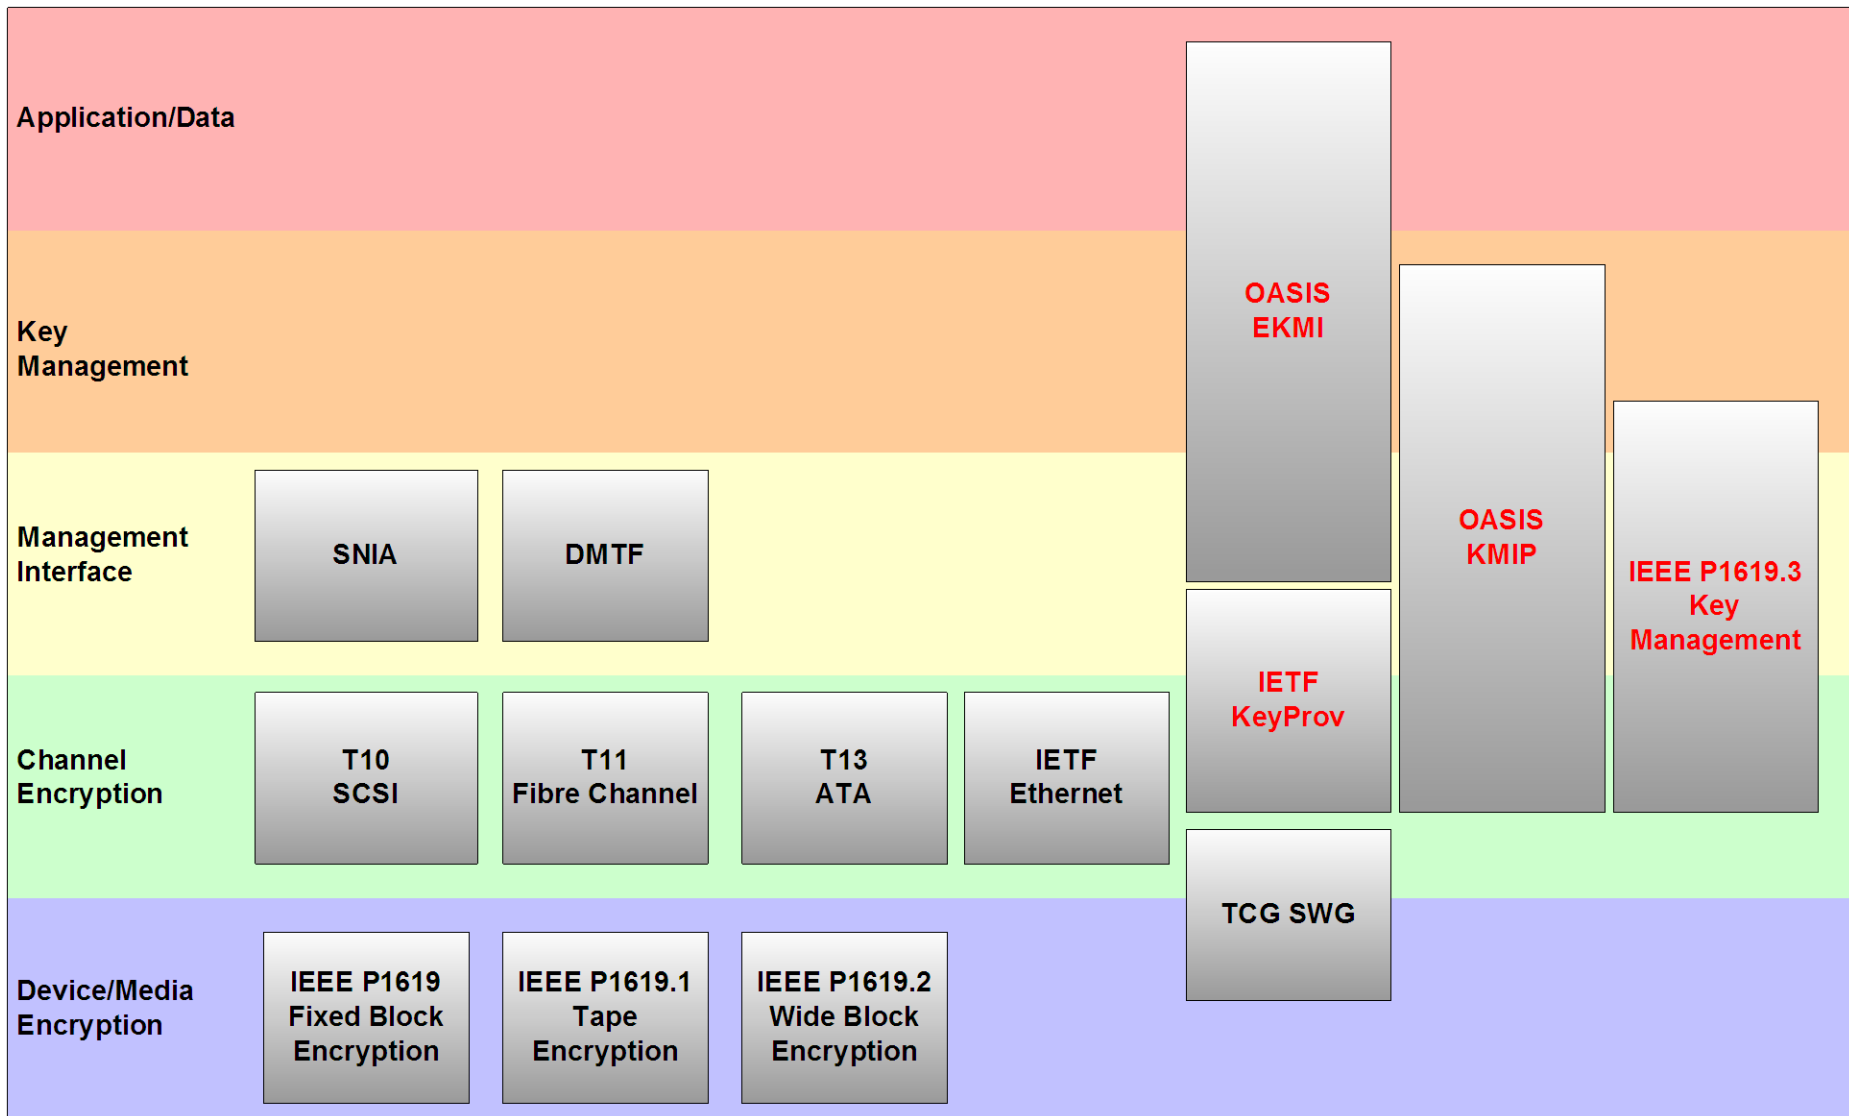 Application/Data
OASIS
EKMI
Key
Management
OASIS
KMIP
Management
Interface
SNIA
DMTF
IEEE P1619.3
Key
Management
IETF
KeyProv
Channel
Encryption
T10
SCSI
T11
Fibre Channel
T13
ATA
IETF
Ethernet
TCG SWG
Device/Media
Encryption
IEEE P1619
Fixed Block
Encryption
IEEE P1619.1
Tape
Encryption
IEEE P1619.2
Wide Block
Encryption